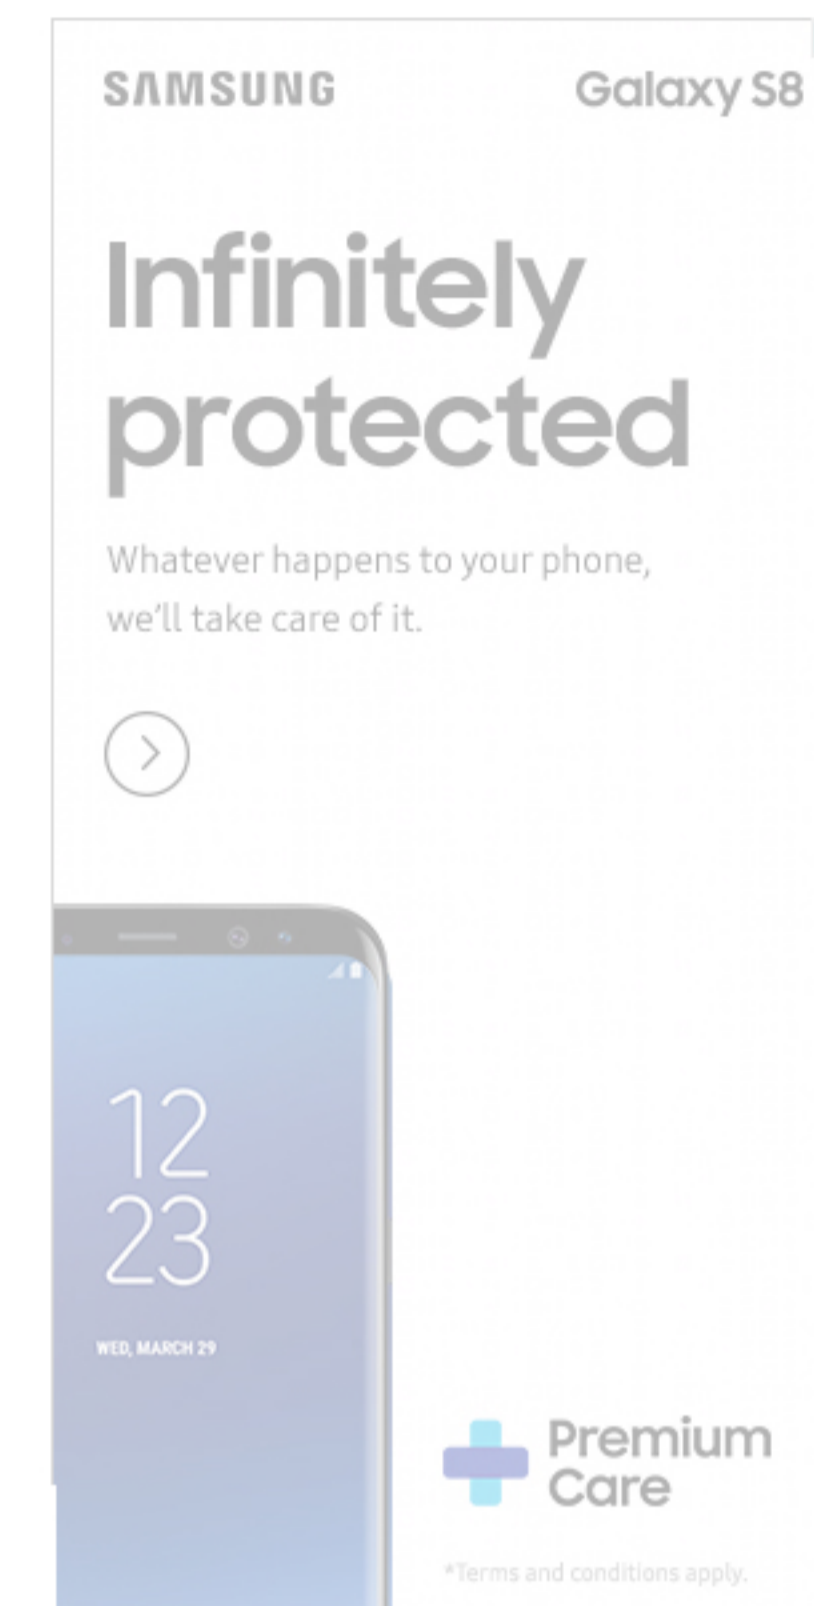 SAMSUNG
Galaxy S8
Infinitely
protected
Whatever happens to your phone,
we'll take care of it.
12
23
WED, MARCH 29
Premium
Care
*Terms and conditions apply.